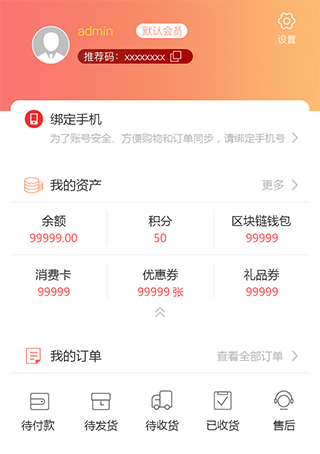 admin 默认会员
设置
推荐码：xxxxxxxx
绑定手机
为了账号安全、方便购物和订单同步，请绑定手机号
我的资产 更多
余额 积分 区块链钱包
99999.00 50 99999
消费卡 优惠券 礼品券
99999 99999 张 99999
我的订单 查看全部订单
待付款 待发货 待收货 已收货 售后